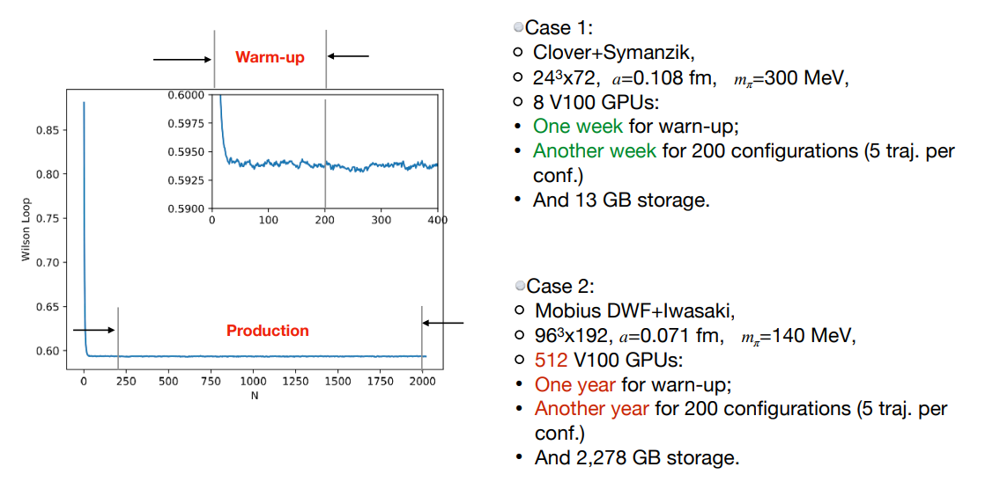 Warm-up
0.6000
0.5975
0.5950
0.5925
0.5900
0 100 200 300 400
0.85
0.80
0.75
0.70
0.65
0.60
Wilson Loop
Production
0 250 500 750 1000 1250 1500 1750 2000
N
Case 1:
Clover+Symanzik,
24³x72, a=0.108 fm, mπ=300 MeV,
8 V100 GPUs:
• One week for warn-up;
• Another week for 200 configurations (5 traj. per
conf.)
• And 13 GB storage.
Case 2:
Mobius DWF+Iwasaki,
96³x192, a=0.071 fm, mπ=140 MeV,
512 V100 GPUs:
• One year for warn-up;
• Another year for 200 configurations (5 traj. per
conf.)
• And 2,278 GB storage.